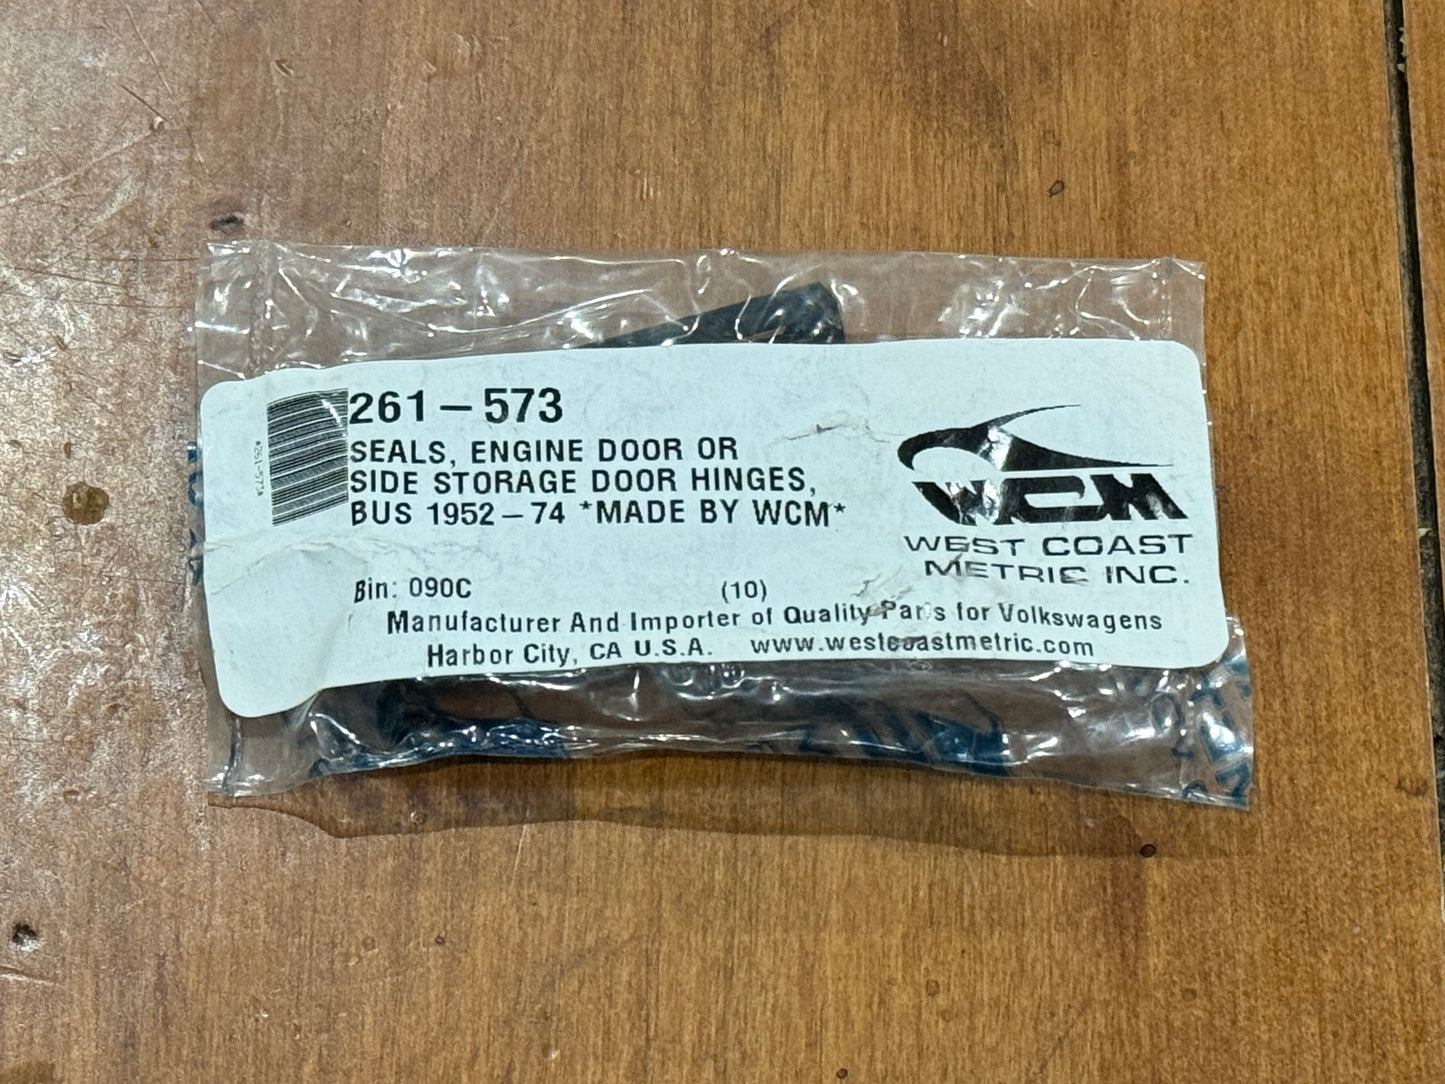 261-573
SEALS, ENGINE DOOR OR
SIDE STORAGE DOOR HINGES,
BUS 1952-74 *MADE BY WCM*
*261-573*
WCM
WEST COAST
METRIC INC.
Bin: 090C (10)
Manufacturer And Importer of Quality Parts for Volkswagens
Harbor City, CA U.S.A. www.westcoastmetric.com